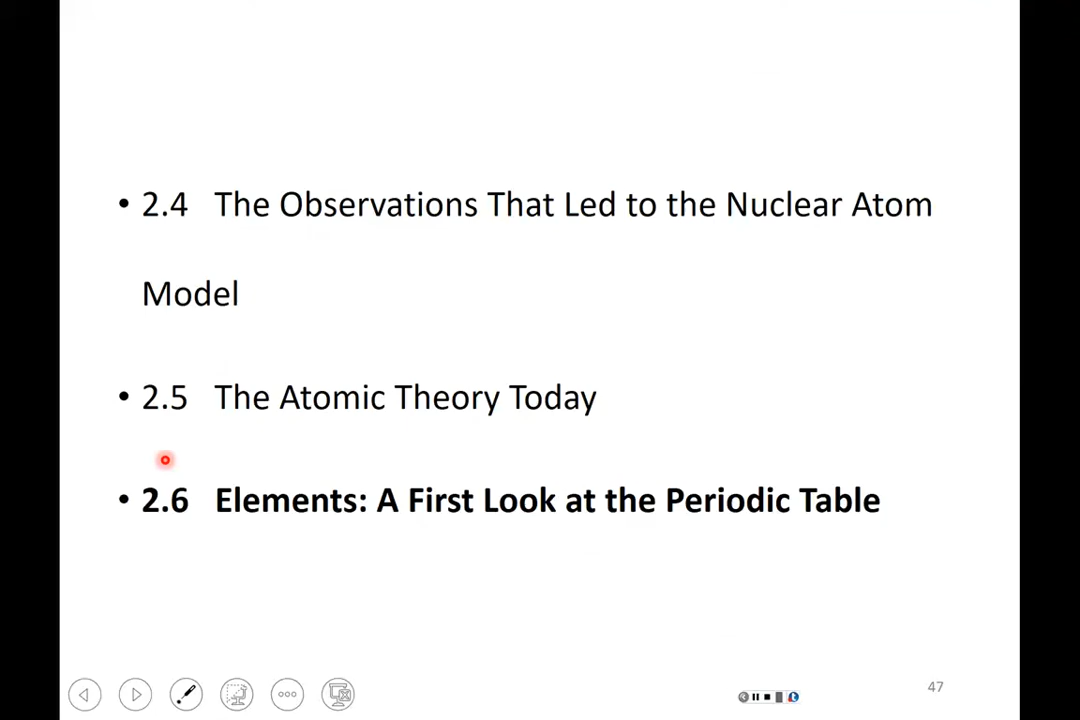 • 2.4 The Observations That Led to the Nuclear Atom
Model
• 2.5 The Atomic Theory Today
• 2.6 Elements: A First Look at the Periodic Table
47